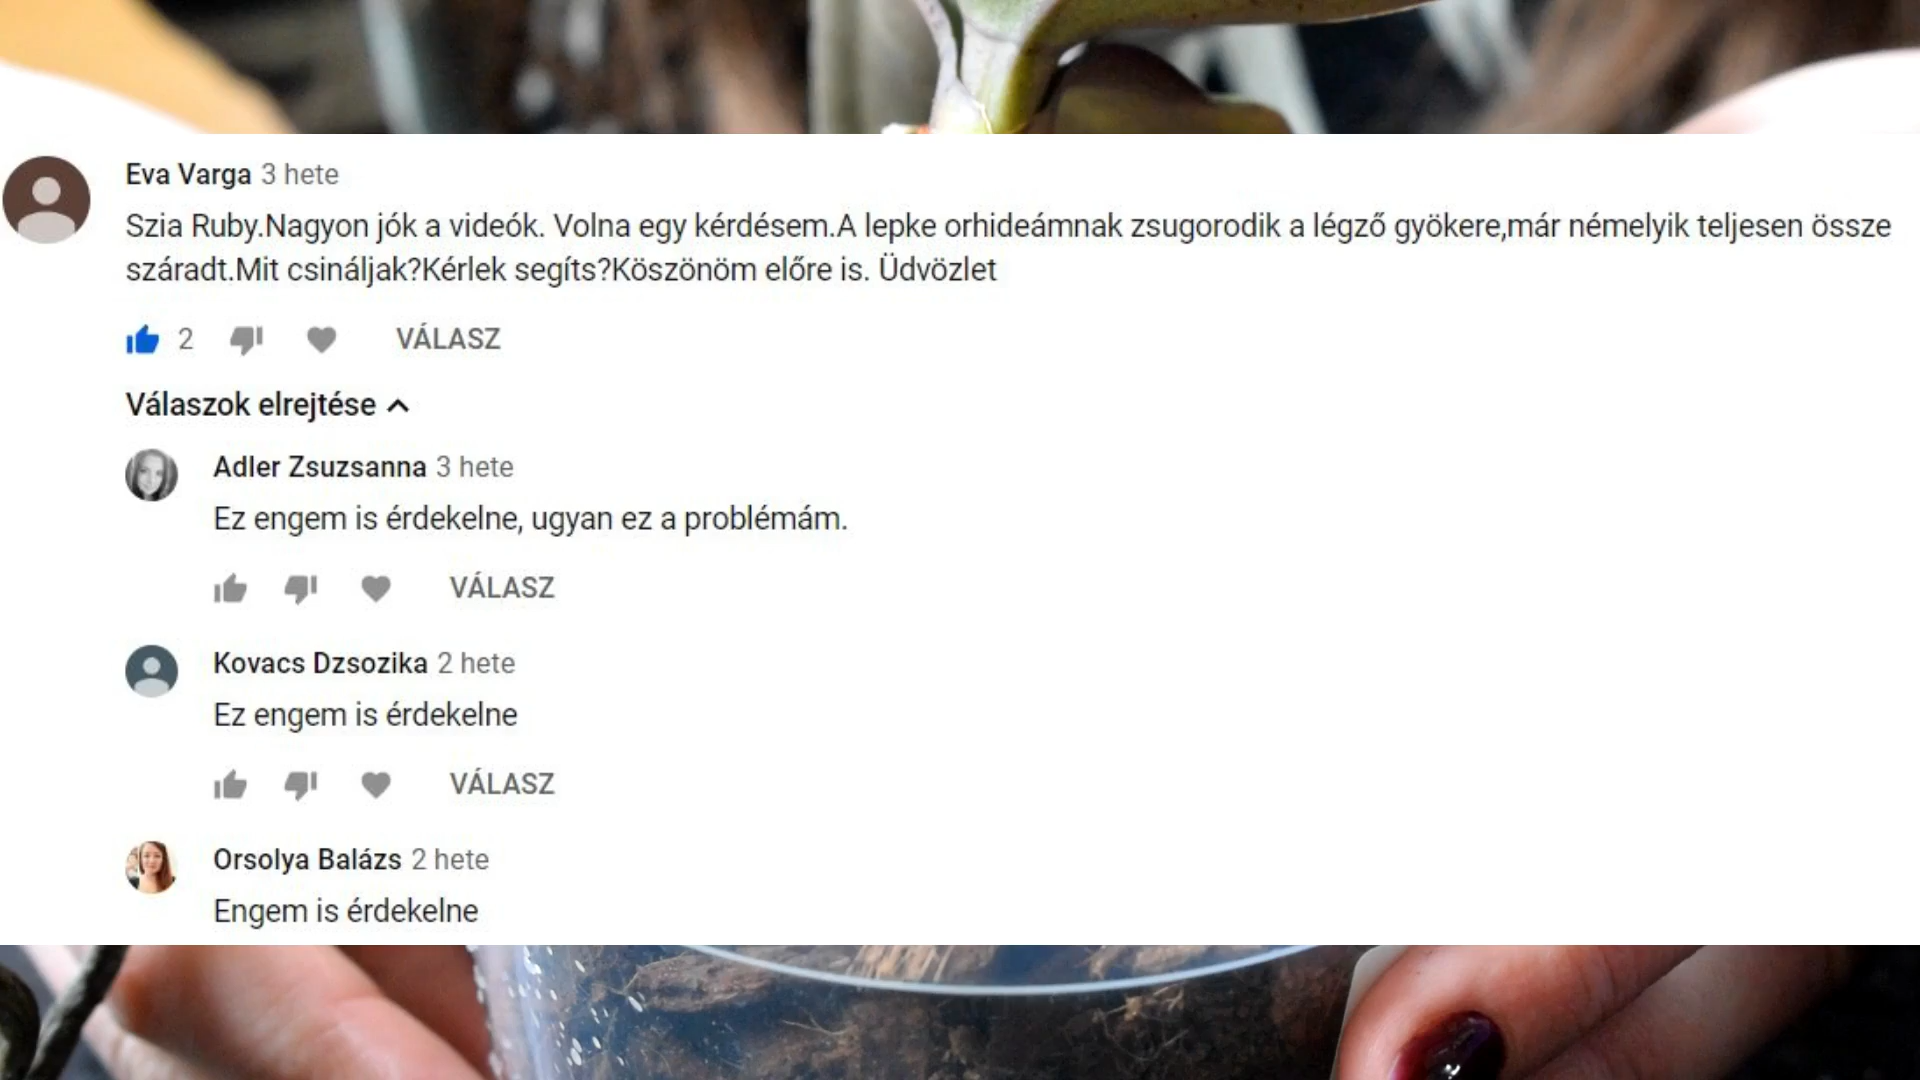 Eva Varga 3 hete
Szia Ruby.Nagyon jók a videók. Volna egy kérdésem.A lepke orhideámnak zsugorodik a légző gyökere,már némelyik teljesen össze
száradt.Mit csináljak?Kérlek segíts?Köszönöm előre is. Üdvözlet
2 VÁLASZ
Válaszok elrejtése
Adler Zsuzsanna 3 hete
Ez engem is érdekelne, ugyan ez a problémám.
VÁLASZ
Kovacs Dzsozika 2 hete
Ez engem is érdekelne
VÁLASZ
Orsolya Balázs 2 hete
Engem is érdekelne